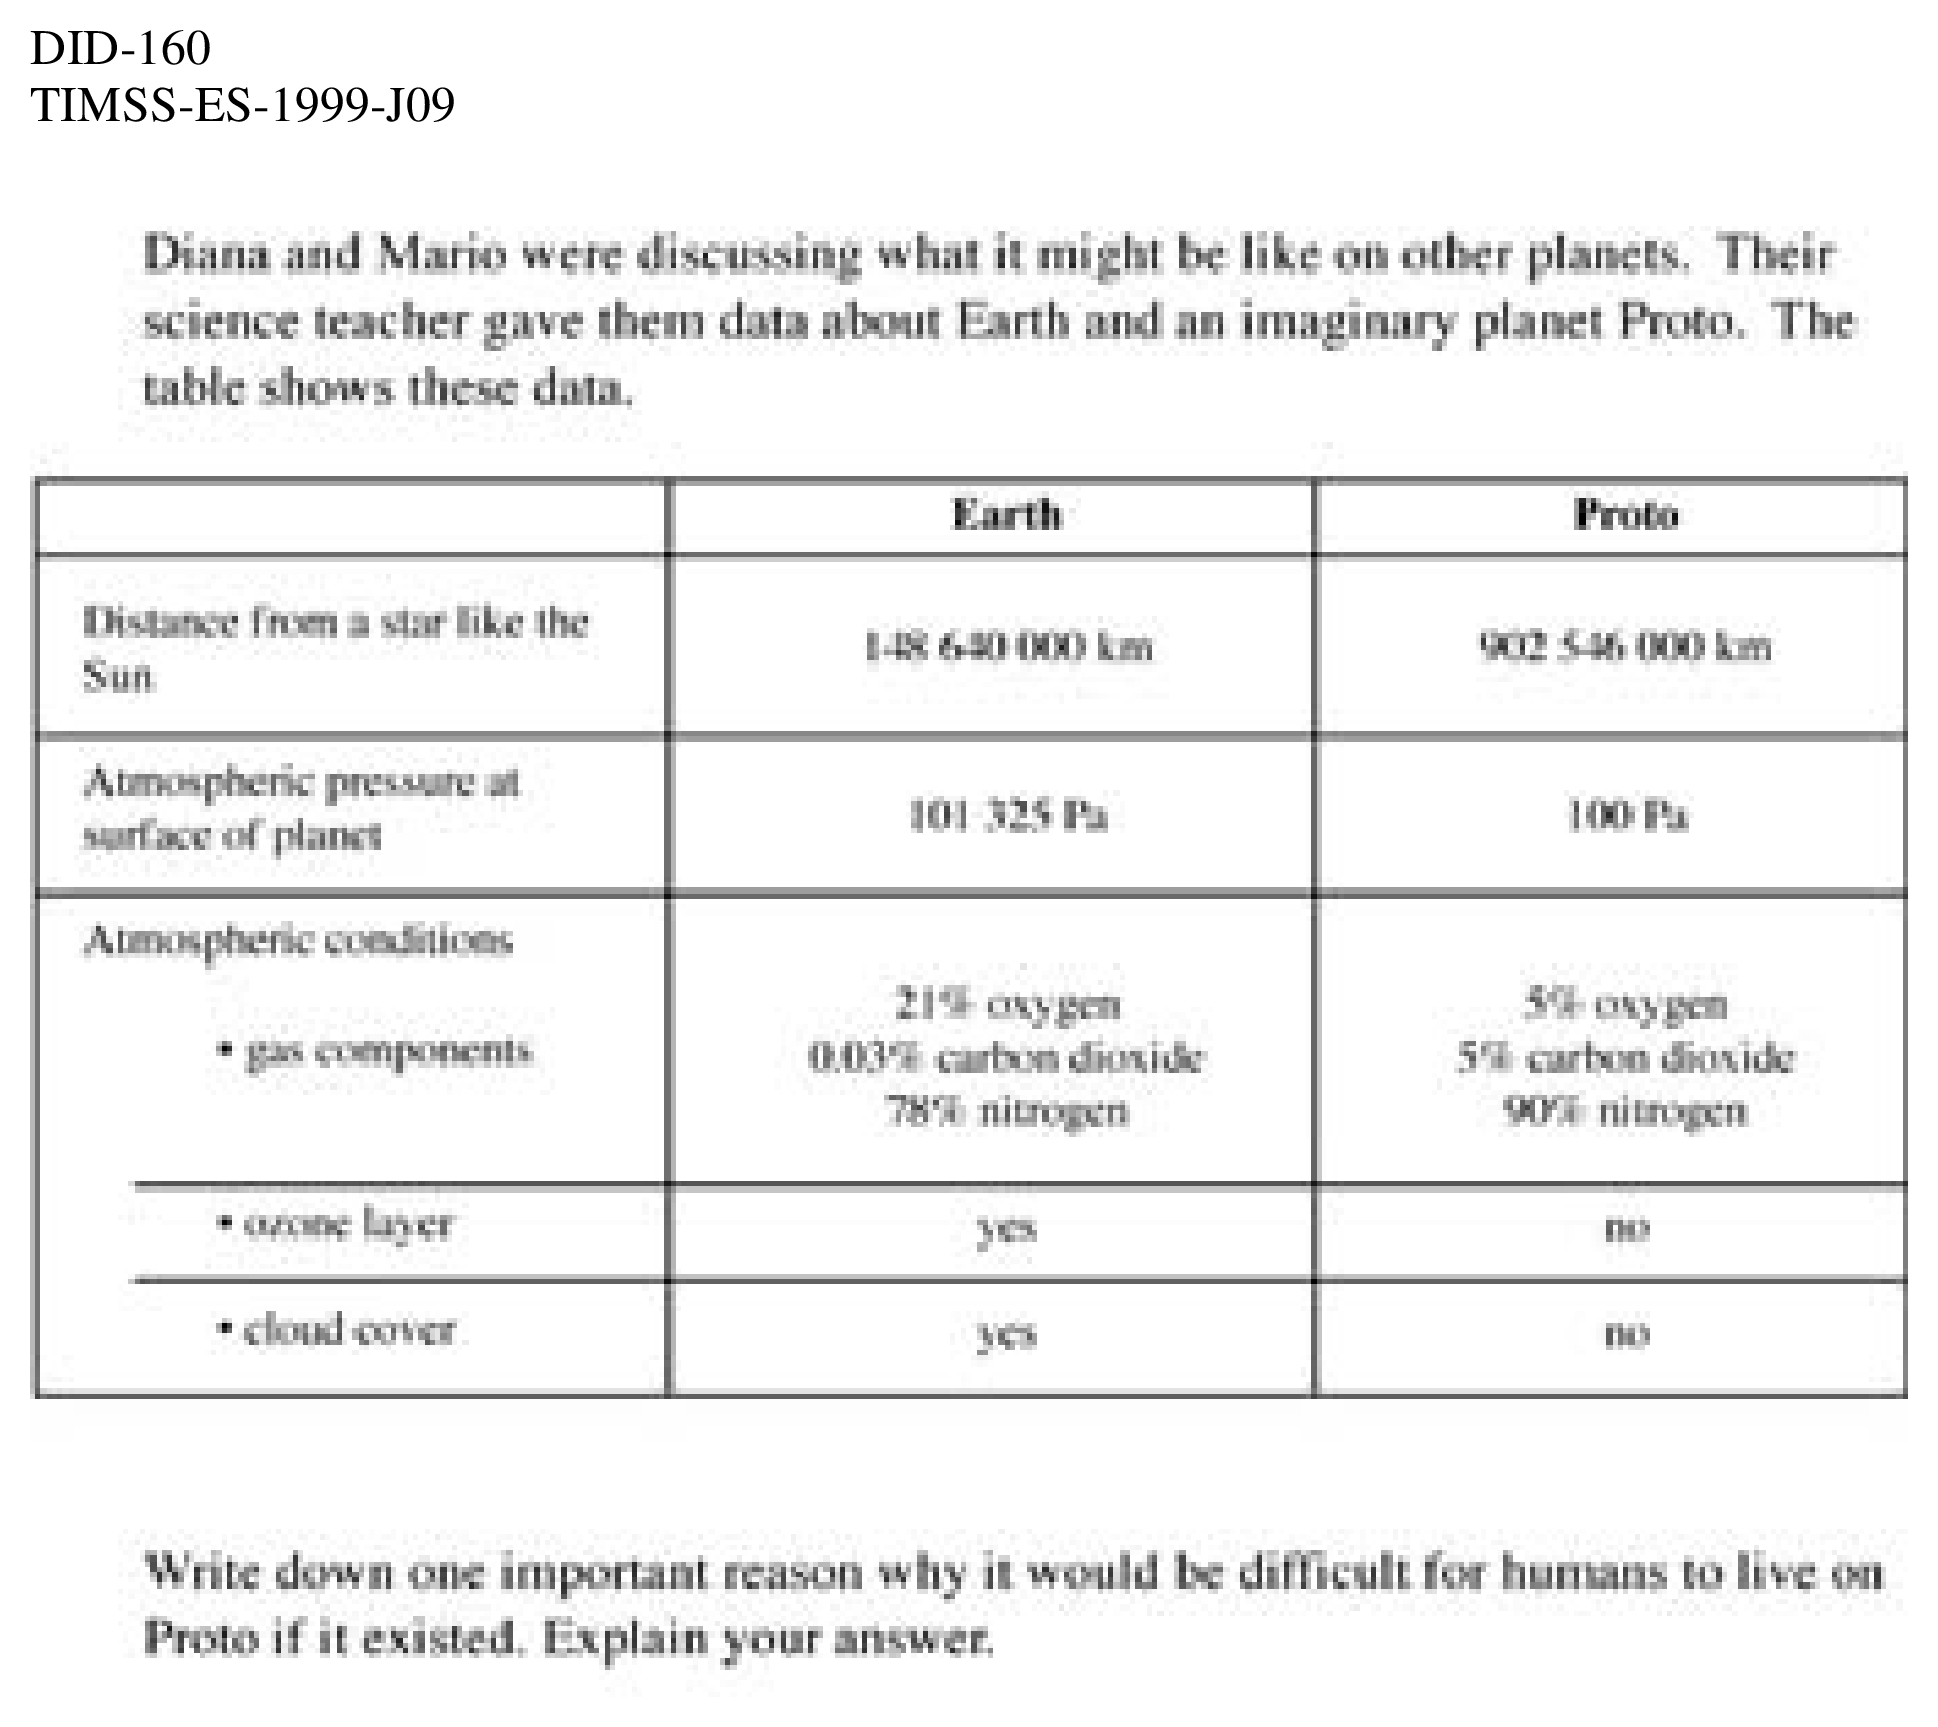 DID-160
TIMSS-ES-1999-J09
Diana and Mario were discussing what it might be like on other planets. Their
science teacher gave them data about Earth and an imaginary planet Proto. The
table shows these data.
Earth Proto
Distance from a star like the
Sun
148 640 000 km 902 546 000 km
Atmospheric pressure at
surface of planet
101 325 Pa 100 Pa
Atmospheric conditions
• gas components
21% oxygen
0.03% carbon dioxide
78% nitrogen
5% oxygen
5% carbon dioxide
90% nitrogen
• ozone layer yes no
• cloud cover yes no
Write down one important reason why it would be difficult for humans to live on
Proto if it existed. Explain your answer.